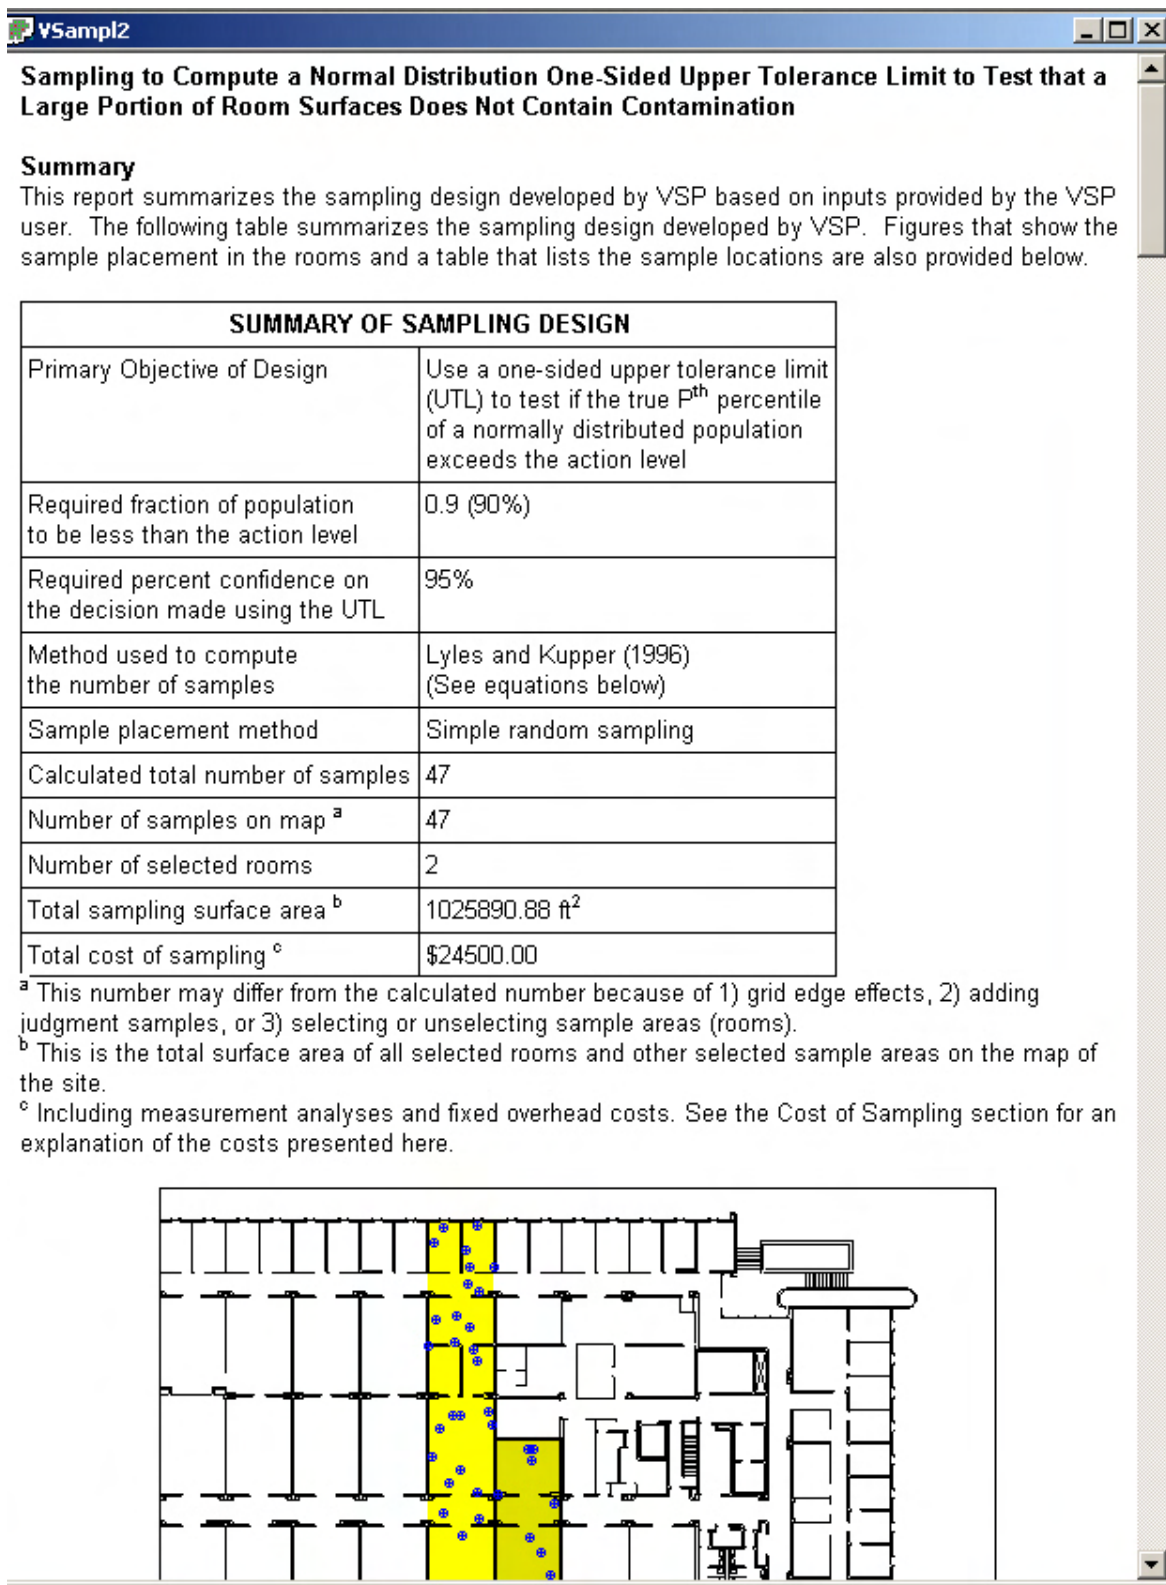 VSampl2
Sampling to Compute a Normal Distribution One-Sided Upper Tolerance Limit to Test that a
Large Portion of Room Surfaces Does Not Contain Contamination
Summary
This report summarizes the sampling design developed by VSP based on inputs provided by the VSP
user. The following table summarizes the sampling design developed by VSP. Figures that show the
sample placement in the rooms and a table that lists the sample locations are also provided below.
SUMMARY OF SAMPLING DESIGN
Primary Objective of Design
Use a one-sided upper tolerance limit
(UTL) to test if the true Pth percentile
of a normally distributed population
exceeds the action level
Required fraction of population
to be less than the action level
0.9 (90%)
Required percent confidence on
the decision made using the UTL
95%
Method used to compute
the number of samples
Lyles and Kupper (1996)
(See equations below)
Sample placement method
Simple random sampling
Calculated total number of samples
47
Number of samples on map a
47
Number of selected rooms
2
Total sampling surface area b
1025890.88 ft2
Total cost of sampling c
$24500.00
a This number may differ from the calculated number because of 1) grid edge effects, 2) adding
judgment samples, or 3) selecting or unselecting sample areas (rooms).
b This is the total surface area of all selected rooms and other selected sample areas on the map of
the site.
c Including measurement analyses and fixed overhead costs. See the Cost of Sampling section for an
explanation of the costs presented here.